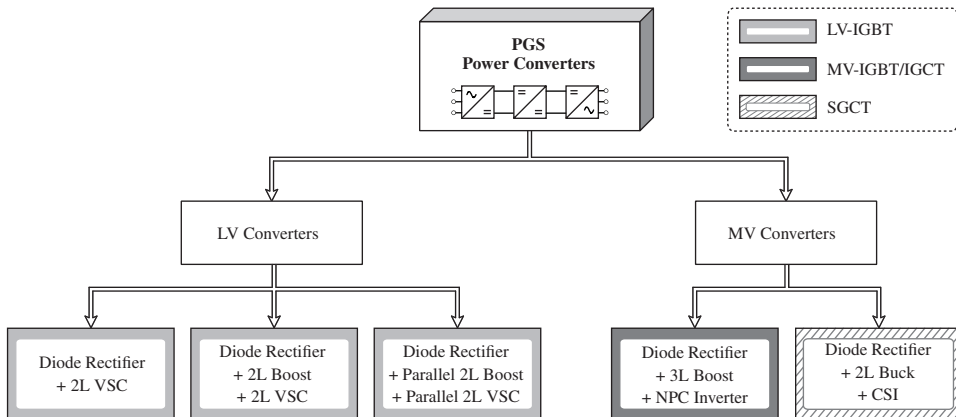 PGS
Power Converters
LV-IGBT
MV-IGBT/IGCT
SGCT
LV Converters
MV Converters
Diode Rectifier
+ 2L VSC
Diode Rectifier
+ 2L Boost
+ 2L VSC
Diode Rectifier
+ Parallel 2L Boost
+ Parallel 2L VSC
Diode Rectifier
+ 3L Boost
+ NPC Inverter
Diode Rectifier
+ 2L Buck
+ CSI